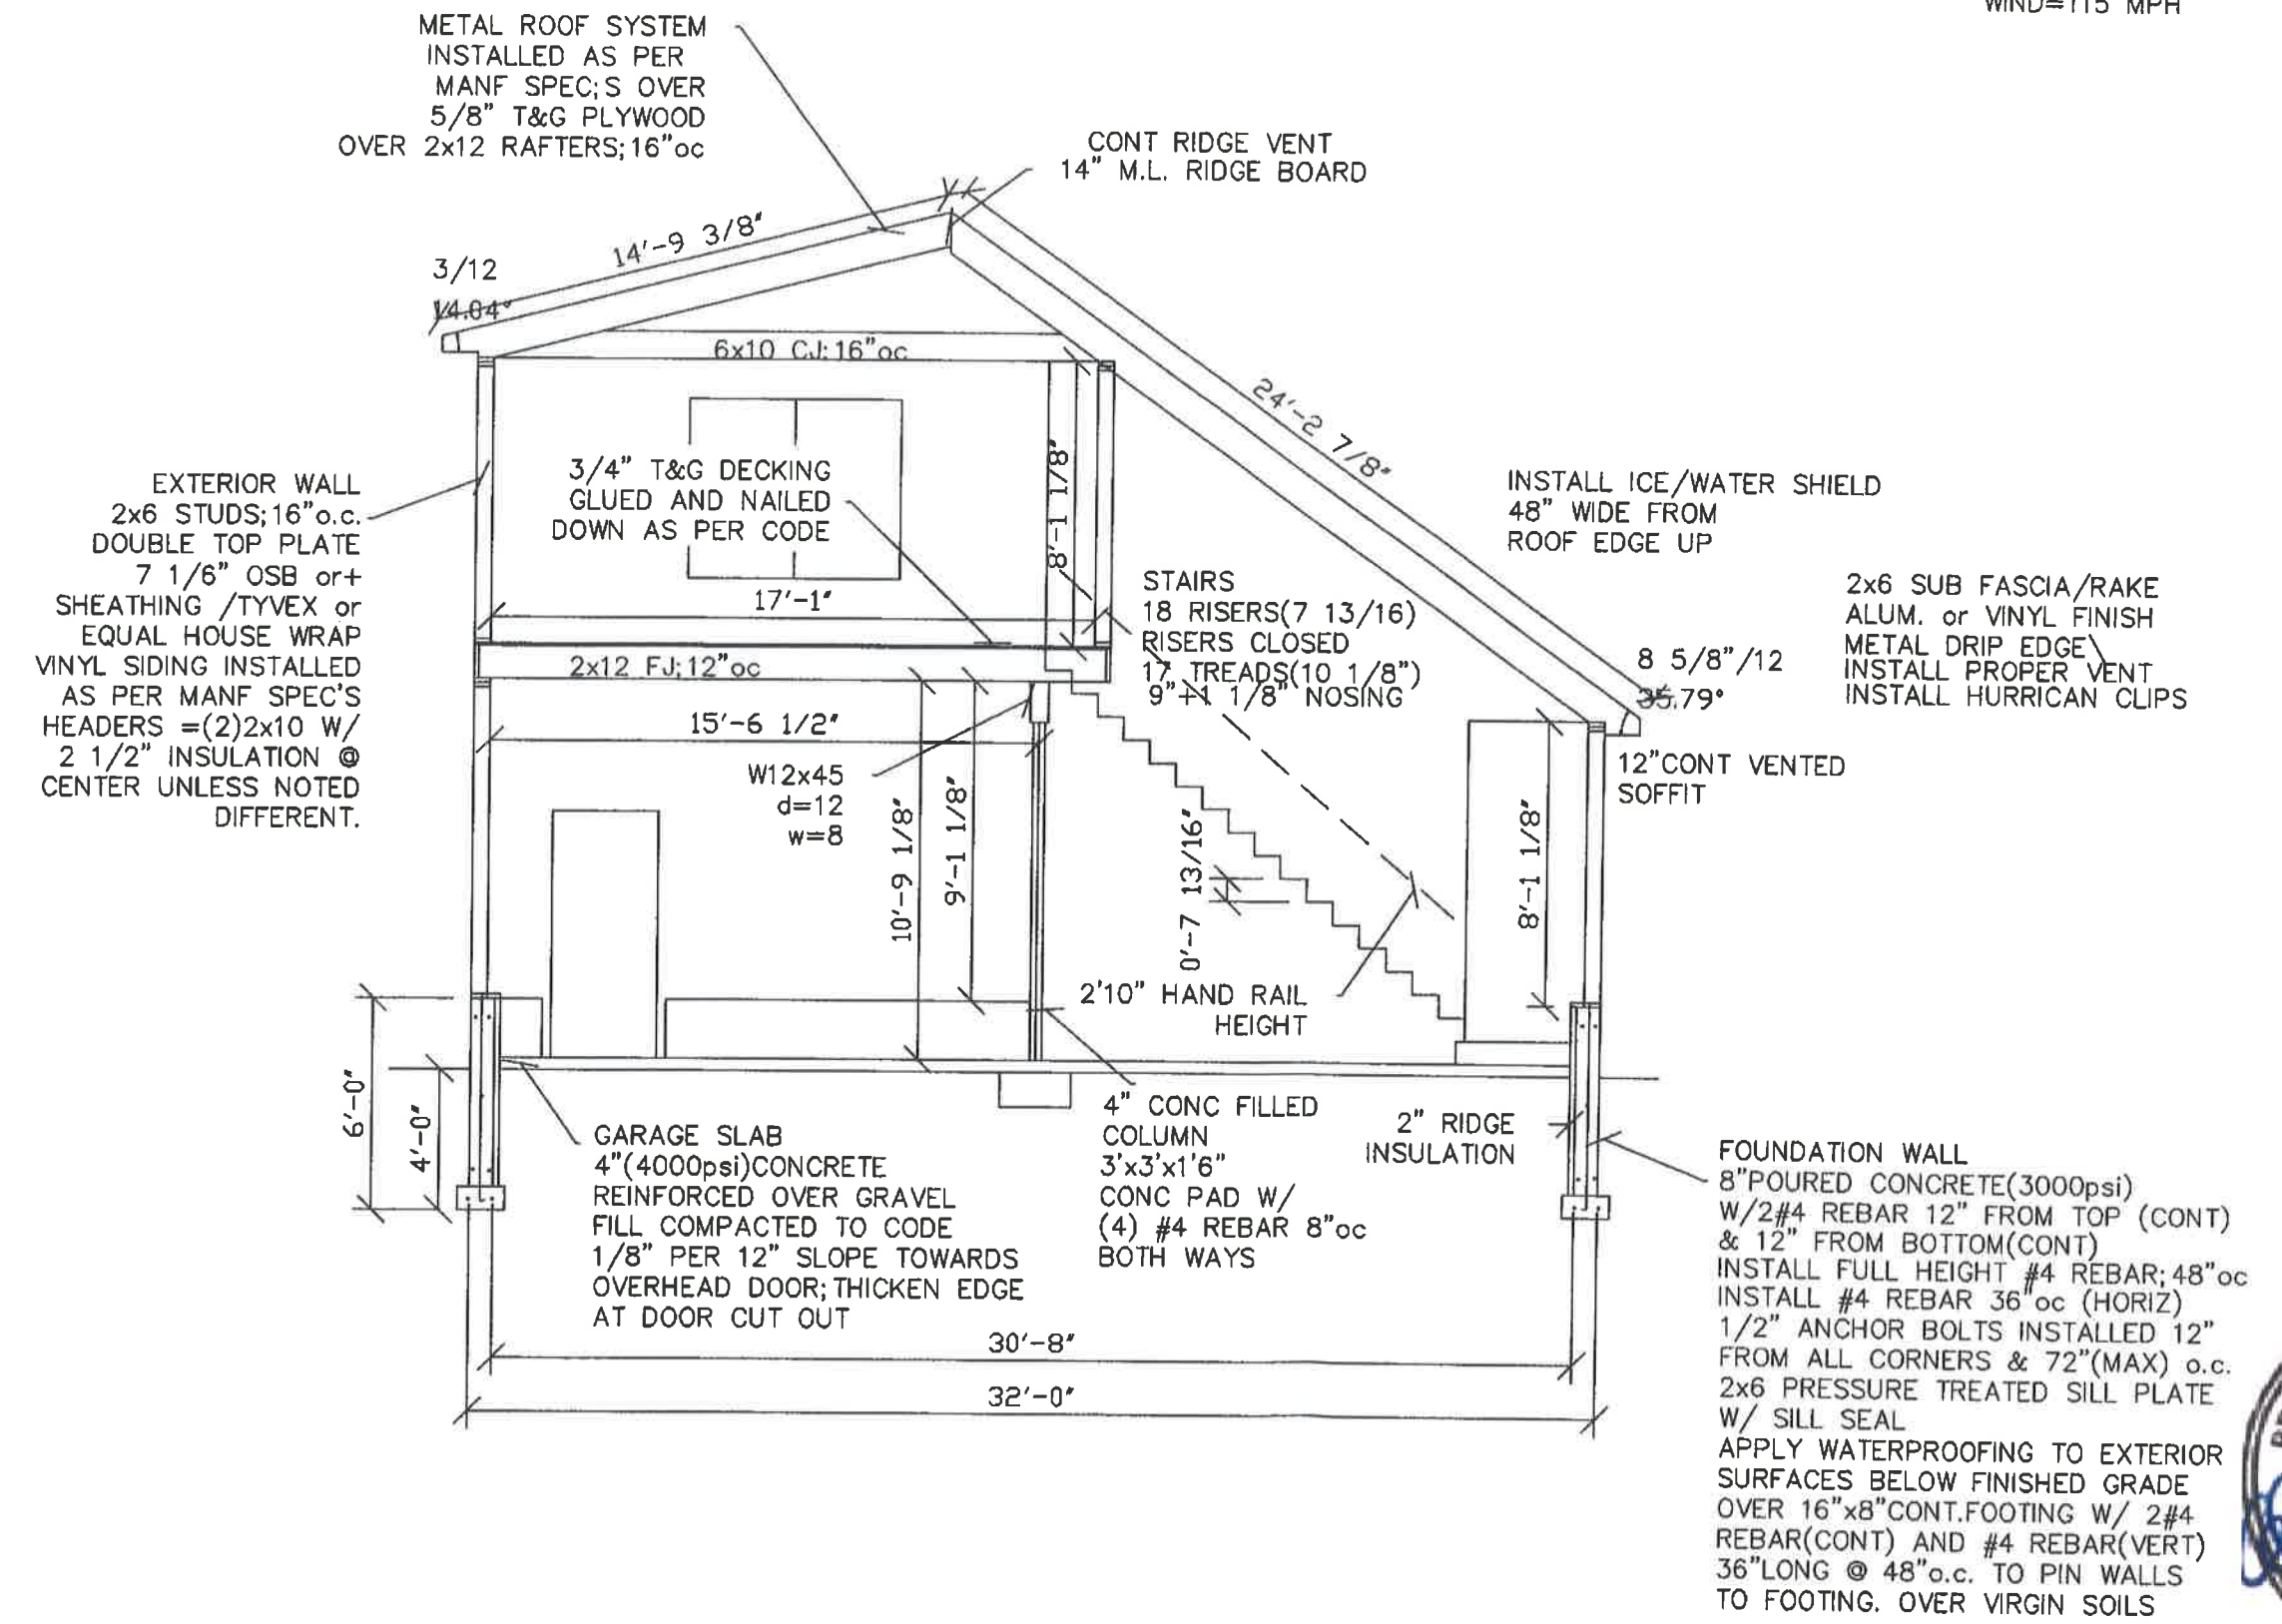 WIND=115 MPH
METAL ROOF SYSTEM
INSTALLED AS PER
MANF SPEC;S OVER
5/8" T&G PLYWOOD
OVER 2x12 RAFTERS;16"oc
CONT RIDGE VENT
14" M.L. RIDGE BOARD
14'-9 3/8"
3/12
14.04°
6x10 CJ:16"oc
24'-2 7/8"
8'-1 1/8"
3/4" T&G DECKING
GLUED AND NAILED
DOWN AS PER CODE
17'-1"
EXTERIOR WALL
2x6 STUDS;16"o.c.
DOUBLE TOP PLATE
7 1/6" OSB or+
SHEATHING /TYVEX or
EQUAL HOUSE WRAP
VINYL SIDING INSTALLED
AS PER MANF SPEC'S
HEADERS =(2)2x10 W/
2 1/2" INSULATION @
CENTER UNLESS NOTED
DIFFERENT.
INSTALL ICE/WATER SHIELD
48" WIDE FROM
ROOF EDGE UP
STAIRS
18 RISERS(7 13/16)
RISERS CLOSED
17 TREADS(10 1/8")
9"+1 1/8" NOSING
2x6 SUB FASCIA/RAKE
ALUM. or VINYL FINISH
METAL DRIP EDGE\
INSTALL PROPER VENT
INSTALL HURRICAN CLIPS
8 5/8"/12
35.79°
2x12 FJ;12"oc
15'-6 1/2"
W12x45
d=12
w=8
12"CONT VENTED
SOFFIT
10'-9 1/8"
9'-1 1/8"
0'-7 13/16"
8'-1 1/8"
2'10" HAND RAIL
HEIGHT
6'-0"
4'-0"
GARAGE SLAB
4"(4000psi)CONCRETE
REINFORCED OVER GRAVEL
FILL COMPACTED TO CODE
1/8" PER 12" SLOPE TOWARDS
OVERHEAD DOOR;THICKEN EDGE
AT DOOR CUT OUT
4" CONC FILLED
COLUMN
3'x3'x1'6"
CONC PAD W/
(4) #4 REBAR 8"oc
BOTH WAYS
2" RIDGE
INSULATION
FOUNDATION WALL
8"POURED CONCRETE(3000psi)
W/2#4 REBAR 12" FROM TOP (CONT)
& 12" FROM BOTTOM(CONT)
INSTALL FULL HEIGHT #4 REBAR;48"oc
INSTALL #4 REBAR 36"oc (HORIZ)
1/2" ANCHOR BOLTS INSTALLED 12"
FROM ALL CORNERS & 72"(MAX) o.c.
2x6 PRESSURE TREATED SILL PLATE
W/ SILL SEAL
APPLY WATERPROOFING TO EXTERIOR
SURFACES BELOW FINISHED GRADE
OVER 16"x8"CONT.FOOTING W/ 2#4
REBAR(CONT) AND #4 REBAR(VERT)
36"LONG @ 48"o.c. TO PIN WALLS
TO FOOTING. OVER VIRGIN SOILS
30'-8"
32'-0"